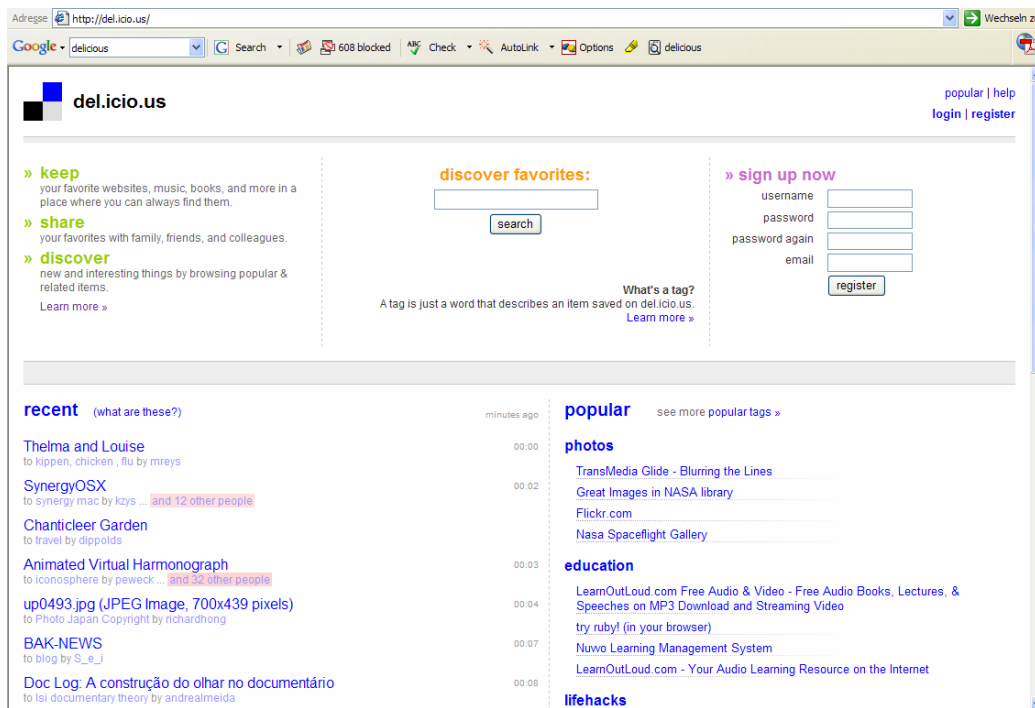 Adresse http://del.icio.us/ Wechseln zu
Google delicious G Search 608 blocked ABC Check AutoLink Options delicious
del.icio.us
popular | help
login | register
» keep
your favorite websites, music, books, and more in a
place where you can always find them.
» share
your favorites with family, friends, and colleagues.
» discover
new and interesting things by browsing popular &
related items.
Learn more »
discover favorites:
search
What's a tag?
A tag is just a word that describes an item saved on del.icio.us.
Learn more »
» sign up now
username
password
password again
email
register
recent (what are these?) minutes ago
Thelma and Louise 00:00
to kippen, chicken , flu by mreys
SynergyOSX 00:02
to synergy mac by kzys ... and 12 other people
Chanticleer Garden
to travel by dippolds
Animated Virtual Harmonograph 00:03
to iconosphere by peweck ... and 32 other people
up0493.jpg (JPEG Image, 700x439 pixels) 00:04
to Photo Japan Copyright by richardhong
BAK-NEWS 00:07
to blog by S_e_i
Doc Log: A construção do olhar no documentário 00:08
to lsi documentary theory by andrealmeida
popular see more popular tags »
photos
TransMedia Glide - Blurring the Lines
Great Images in NASA library
Flickr.com
Nasa Spaceflight Gallery
education
LearnOutLoud.com Free Audio & Video - Free Audio Books, Lectures, &
Speeches on MP3 Download and Streaming Video
try ruby! (in your browser)
Nuvvo Learning Management System
LearnOutLoud.com - Your Audio Learning Resource on the Internet
lifehacks